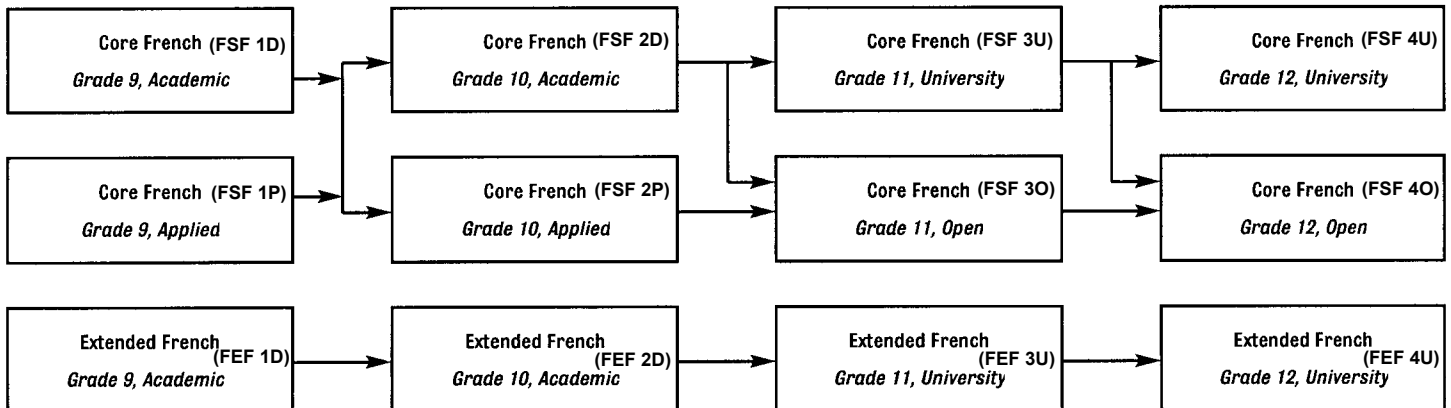 Core French (FSF 1D)
Grade 9, Academic
Core French (FSF 2D)
Grade 10, Academic
Core French (FSF 3U)
Grade 11, University
Core French (FSF 4U)
Grade 12, University
Core French (FSF 1P)
Grade 9, Applied
Core French (FSF 2P)
Grade 10, Applied
Core French (FSF 3O)
Grade 11, Open
Core French (FSF 4O)
Grade 12, Open
Extended French
(FEF 1D)
Grade 9, Academic
Extended French
(FEF 2D)
Grade 10, Academic
Extended French
(FEF 3U)
Grade 11, University
Extended French
(FEF 4U)
Grade 12, University